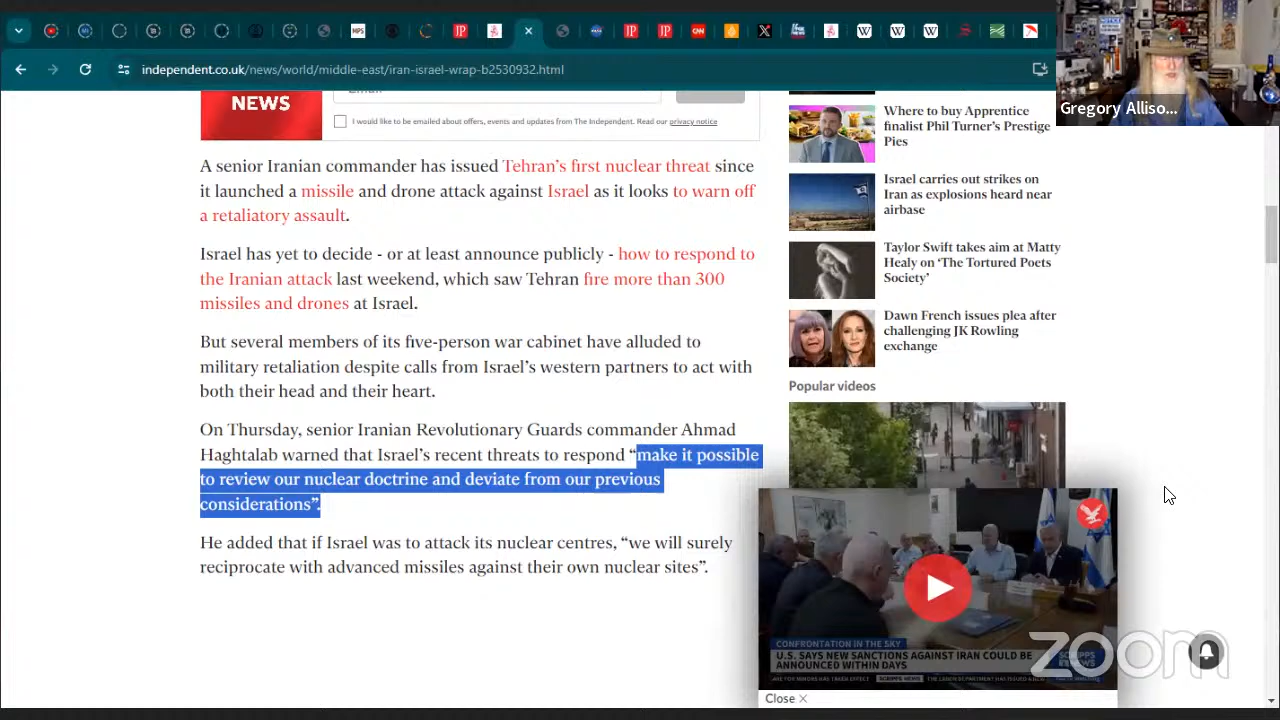 independent.co.uk/news/world/middle-east/iran-israel-wrap-b2530932.html
Gregory Alliso...
NEWS
Email
I would like to be emailed about offers, events and updates from The Independent. Read our privacy notice
A senior Iranian commander has issued Tehran's first nuclear threat since
it launched a missile and drone attack against Israel as it looks to warn off
a retaliatory assault.
Israel has yet to decide - or at least announce publicly - how to respond to
the Iranian attack last weekend, which saw Tehran fire more than 300
missiles and drones at Israel.
But several members of its five-person war cabinet have alluded to
military retaliation despite calls from Israel's western partners to act with
both their head and their heart.
On Thursday, senior Iranian Revolutionary Guards commander Ahmad
Haghtalab warned that Israel's recent threats to respond “make it possible
to review our nuclear doctrine and deviate from our previous
considerations”.
He added that if Israel was to attack its nuclear centres, “we will surely
reciprocate with advanced missiles against their own nuclear sites”.
Where to buy Apprentice
finalist Phil Turner's Prestige
Pies
Israel carries out strikes on
Iran as explosions heard near
airbase
Taylor Swift takes aim at Matty
Healy on ‘The Tortured Poets
Society’
Dawn French issues plea after
challenging JK Rowling
exchange
Popular videos
CONFRONTATION IN THE SKY
U.S. SAYS NEW SANCTIONS AGAINST IRAN COULD BE
ANNOUNCED WITHIN DAYS
SCRIPPS NEWS
Close ×
zoom